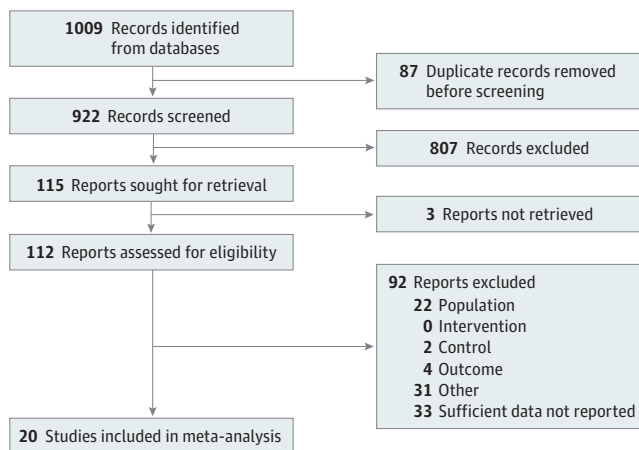 1009 Records identified
from databases
87 Duplicate records removed
before screening
922 Records screened
807 Records excluded
115 Reports sought for retrieval
3 Reports not retrieved
112 Reports assessed for eligibility
92 Reports excluded
22 Population
0 Intervention
2 Control
4 Outcome
31 Other
33 Sufficient data not reported
20 Studies included in meta-analysis